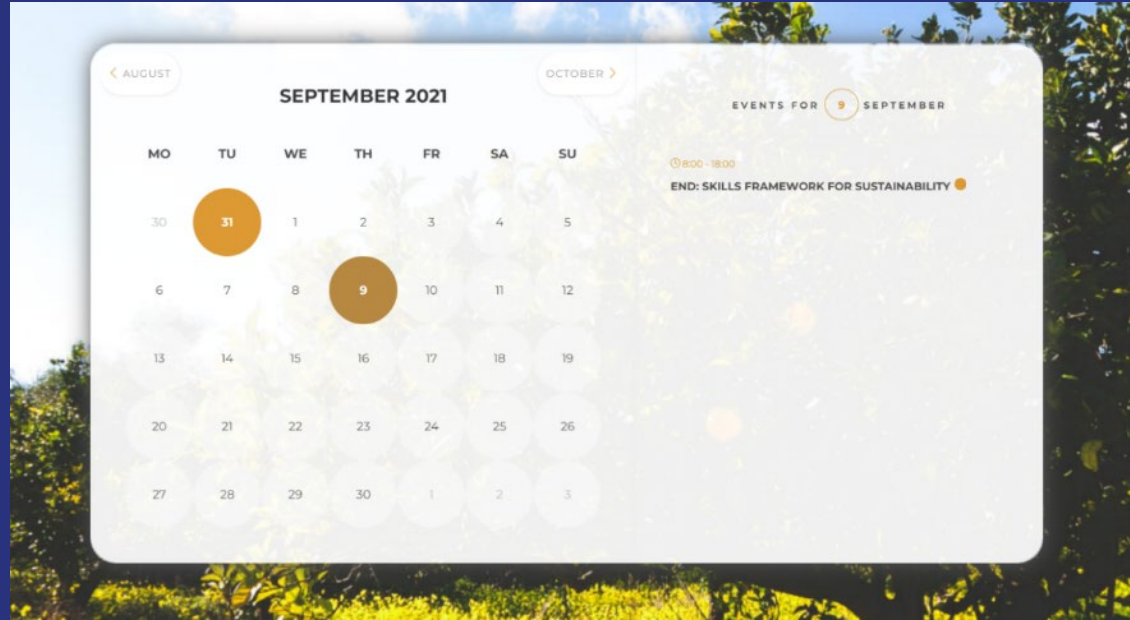 AUGUST
OCTOBER
SEPTEMBER 2021
MO TU WE TH FR SA SU
30 31 1 2 3 4 5
6 7 8 9 10 11 12
13 14 15 16 17 18 19
20 21 22 23 24 25 26
27 28 29 30 1 2 3
EVENTS FOR 9 SEPTEMBER
8:00 - 18:00
END: SKILLS FRAMEWORK FOR SUSTAINABILITY